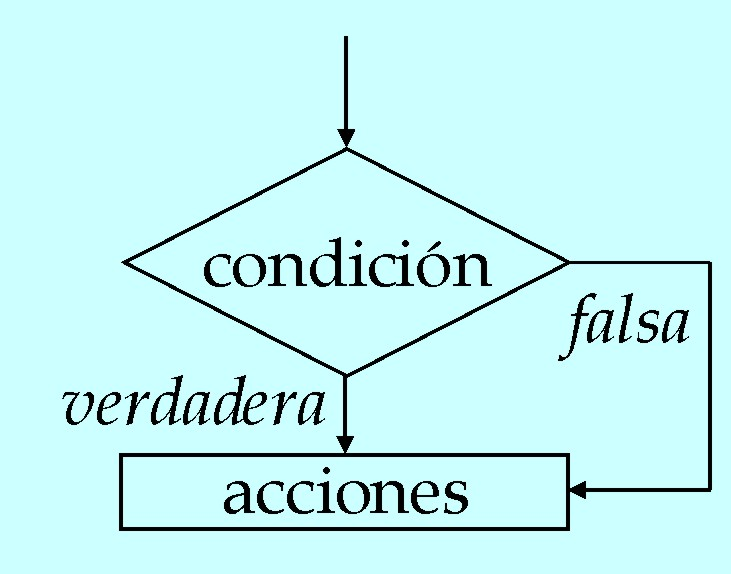 condición
falsa
verdadera
acciones